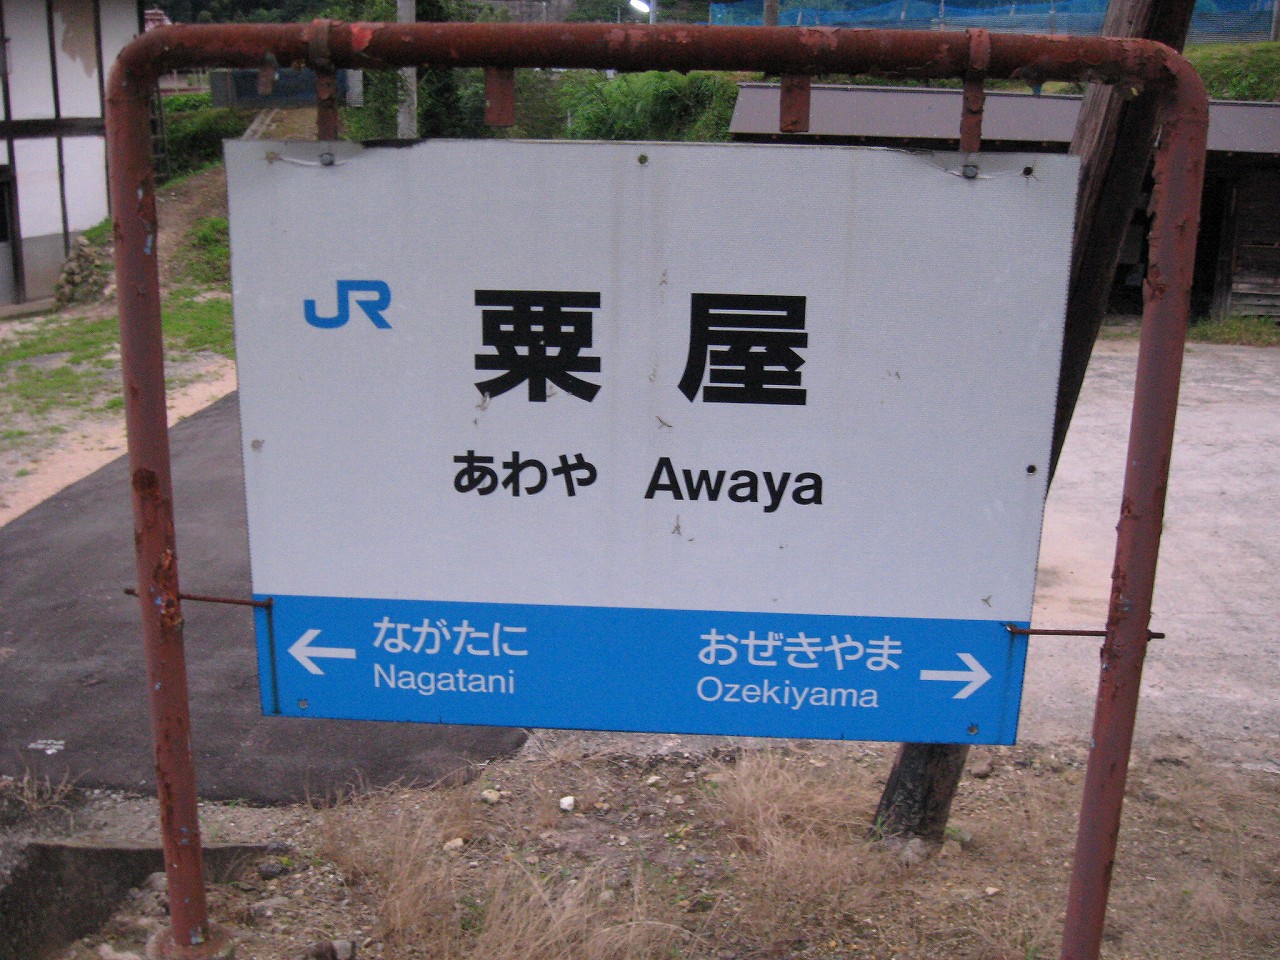 JR
粟屋
あわや Awaya
← ながたに
Nagatani
おぜきやま →
Ozekiyama